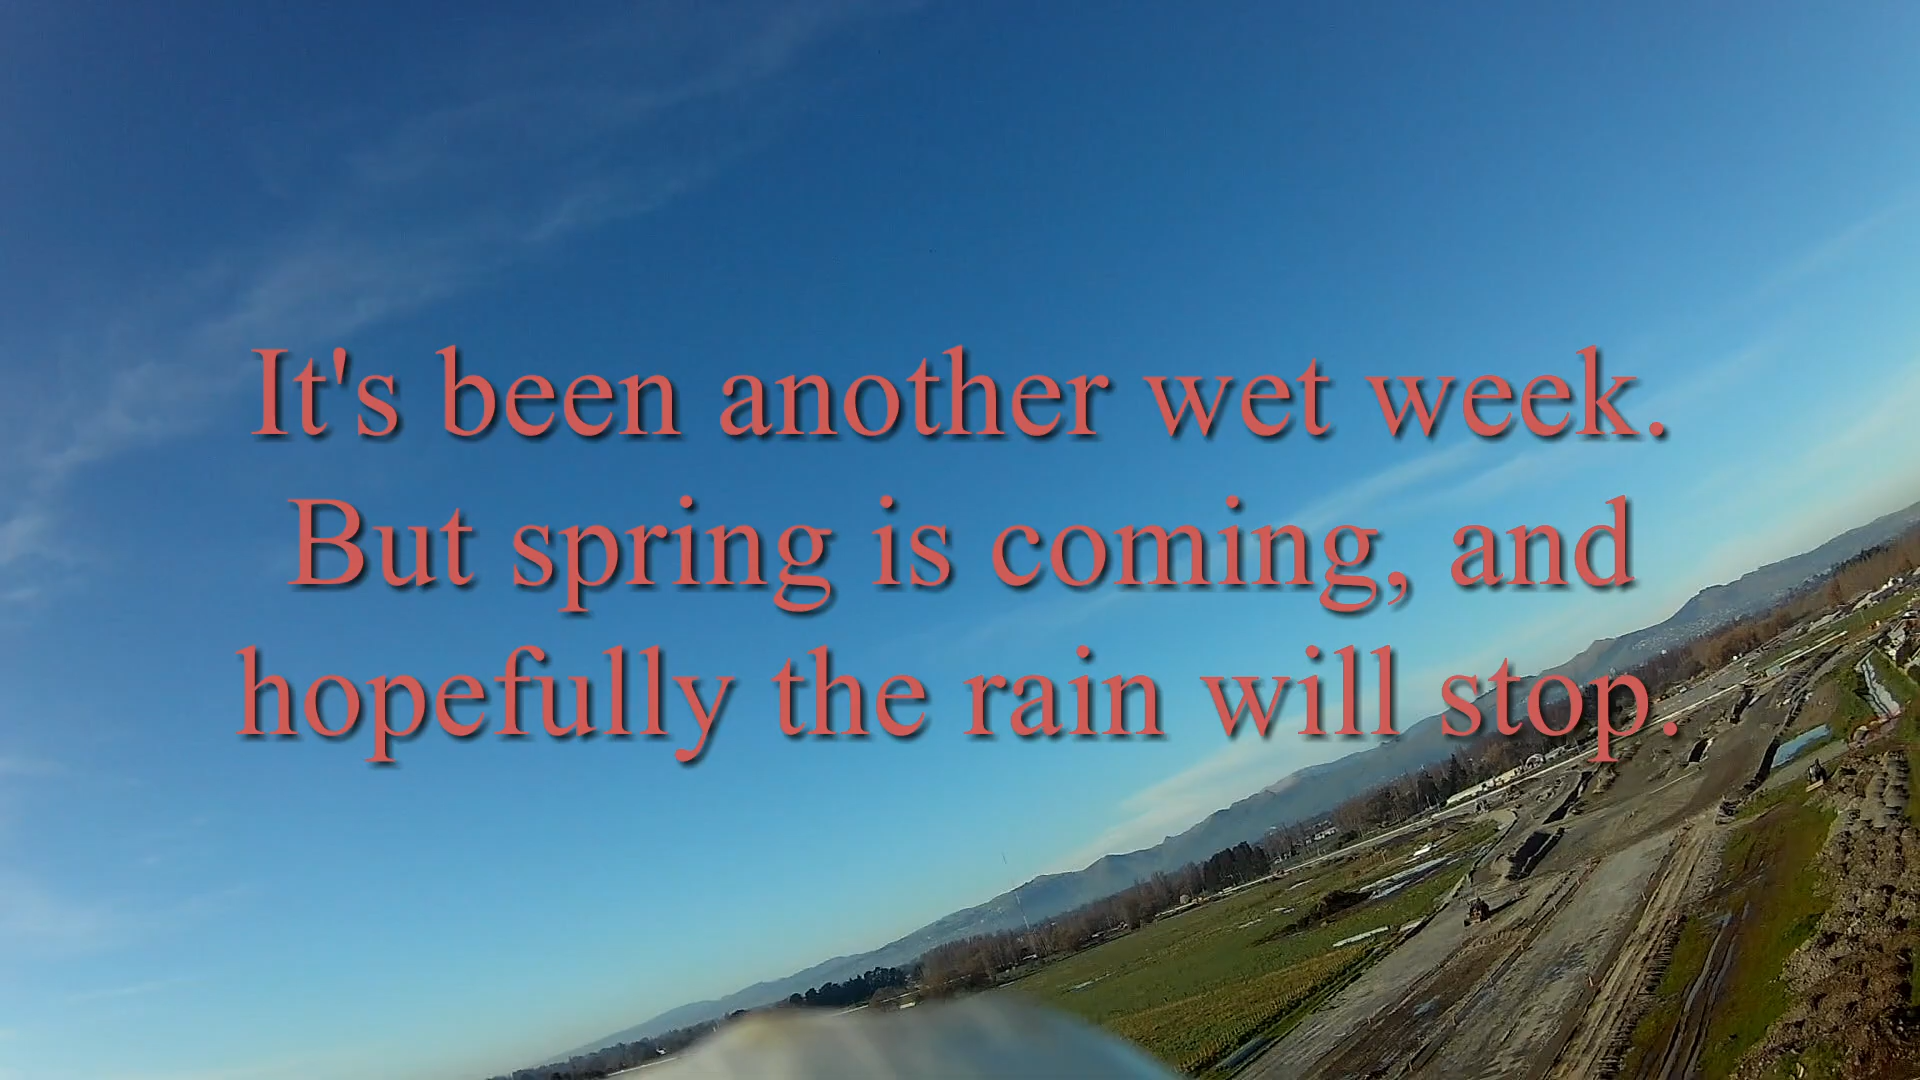 It's been another wet week.
But spring is coming, and
hopefully the rain will stop.